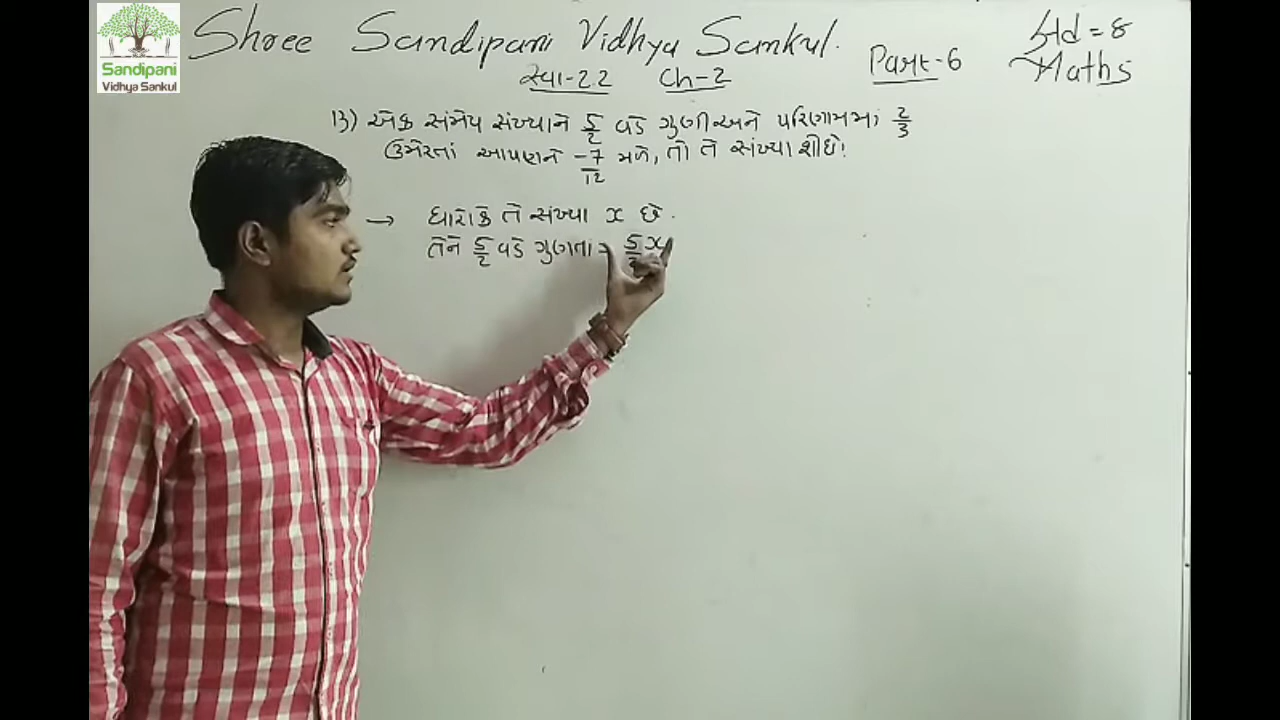 Sandipani
Vidhya Sankul
Shree Sandipani Vidhya Sankul.
Std = 8
Maths
સ્વા-2.2 Ch-2 Part-6
13) એક સંમેય સંખ્યાને 5/2 વડે ગુણી અને પરિણામમાં 2/3
ઉમેરતાં આપણને -7/12 મળે, તો તે સંખ્યા શોધો!
→ ધારોકે તે સંખ્યા x છે.
તેને 5/2 વડે ગુણતા = 5/2 x